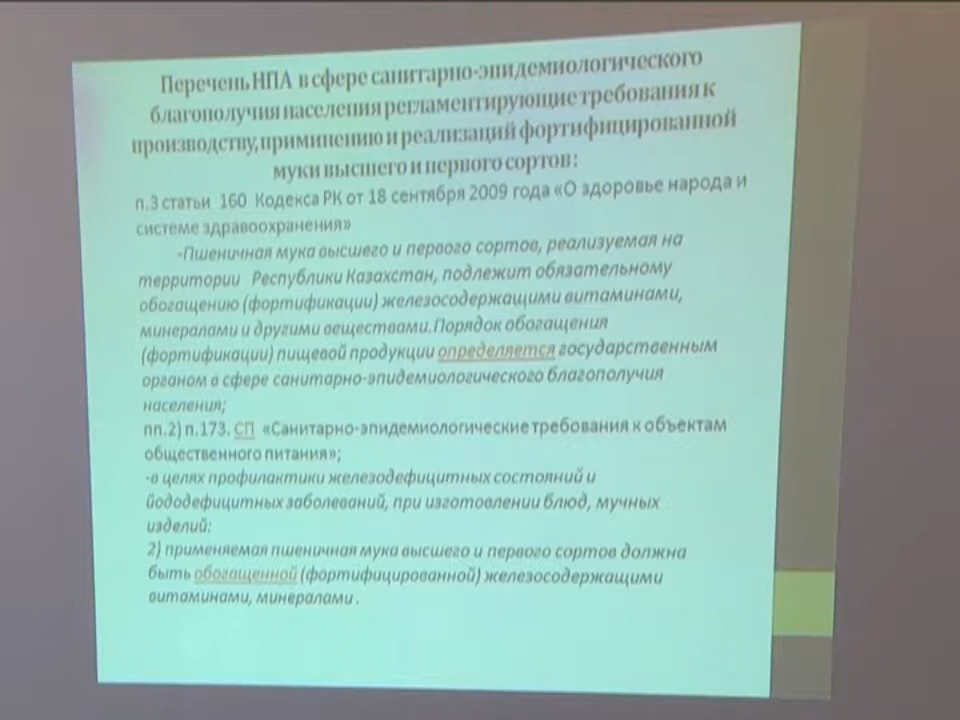 Перечень НПА в сфере санитарно-эпидемиологического
благополучия населения регламентирующие требования к
производству,приминению и реализаций фортифицированной
муки высшего и первого сортов:
п.3 статьи 160 Кодекса РК от 18 сентября 2009 года «О здоровье народа и
системе здравоохранения»
-Пшеничная мука высшего и первого сортов, реализуемая на
территории Республики Казахстан, подлежит обязательному
обогащению (фортификации) железосодержащими витаминами,
минералами и другими веществами.Порядок обогащения
(фортификации) пищевой продукции определяется государственным
органом в сфере санитарно-эпидемиологического благополучия
населения;
пп.2) п.173. СП «Санитарно-эпидемиологические требования к объектам
общественного питания»;
-в целях профилактики железодефицитных состояний и
йододефицитных заболеваний, при изготовлении блюд, мучных
изделий:
2) применяемая пшеничная мука высшего и первого сортов должна
быть обогащенной (фортифицированной) железосодержащими
витаминами, минералами .